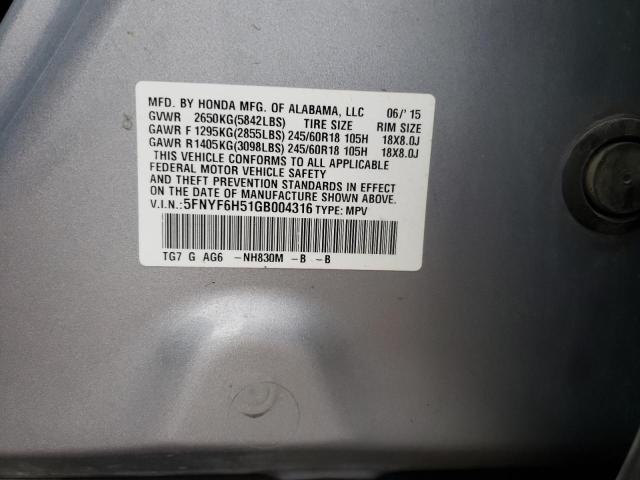 MFD. BY HONDA MFG. OF ALABAMA, LLC 06/'15
GVWR 2650KG(5842LBS) TIRE SIZE RIM SIZE
GAWR F 1295KG(2855LBS) 245/60R18 105H 18X8.0J
GAWR R 1405KG(3098LBS) 245/60R18 105H 18X8.0J
THIS VEHICLE CONFORMS TO ALL APPLICABLE
FEDERAL MOTOR VEHICLE SAFETY
AND THEFT PREVENTION STANDARDS IN EFFECT
ON THE DATE OF MANUFACTURE SHOWN ABOVE.
V.I.N.:5FNYF6H51GB004316 TYPE: MPV
TG7 G AG6 -NH830M -B -B